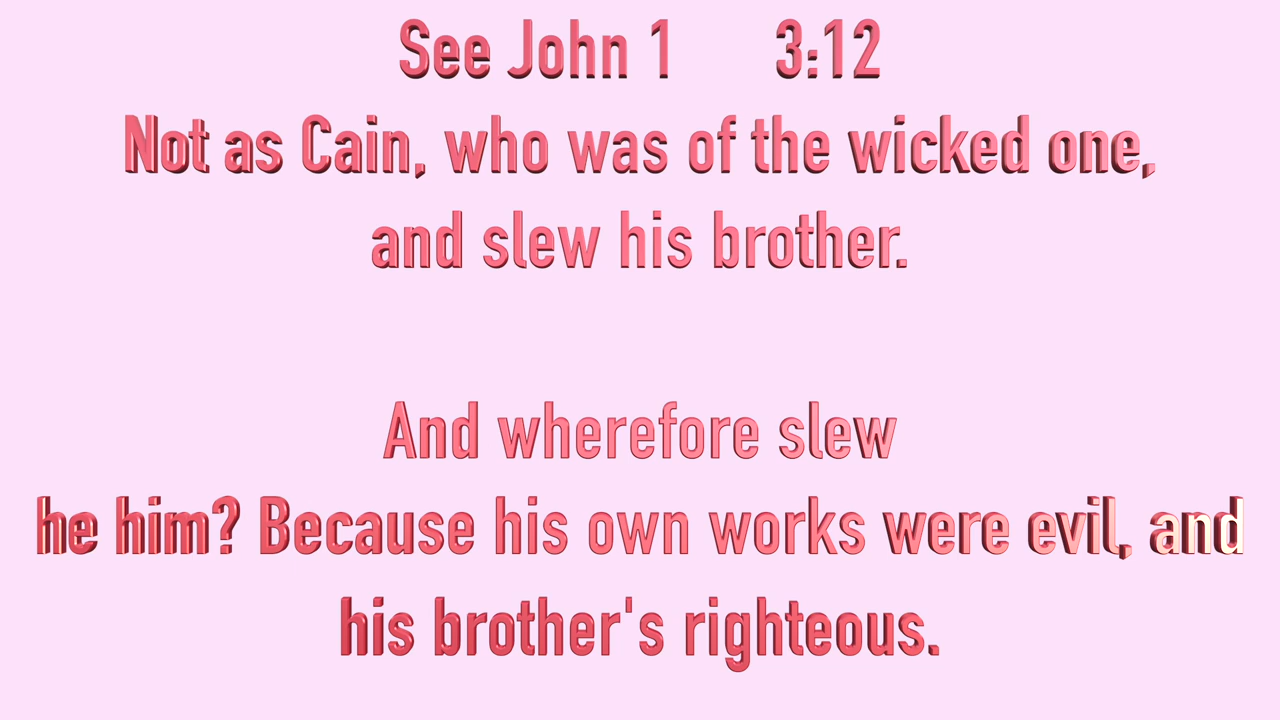 See John 1 3:12
Not as Cain, who was of the wicked one,
and slew his brother.
And wherefore slew
he him? Because his own works were evil, and
his brother's righteous.